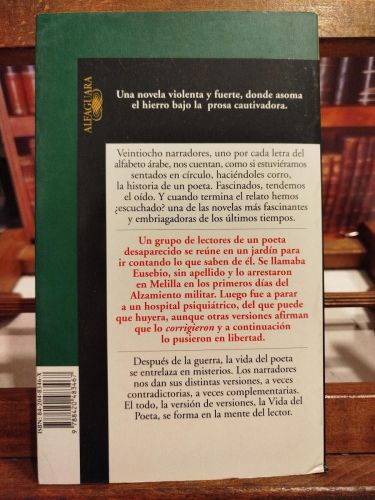 ALFAGUARA
Una novela violenta y fuerte, donde asoma
el hierro bajo la prosa cautivadora.
Veintiocho narradores, uno por cada letra del
alfabeto árabe, nos cuentan, como si estuviéramos
sentados en círculo, haciéndoles corro,
la historia de un poeta. Fascinados, tendemos
el oído. Y cuando termina el relato hemos
¿escuchado? una de las novelas más fascinantes
y embriagadoras de los últimos tiempos.
Un grupo de lectores de un poeta
desaparecido se reúne en un jardín para
ir contando lo que saben de él. Se llamaba
Eusebio, sin apellido y lo arrestaron
en Melilla en los primeros días del
Alzamiento militar. Luego fue a parar
a un hospital psiquiátrico, del que puede
que huyera, aunque otras versiones afirman
que lo corrigieron y a continuación
lo pusieron en libertad.
Después de la guerra, la vida del poeta
se entrelaza en misterios. Los narradores
nos dan sus distintas versiones, a veces
contradictorias, a veces complementarias.
El todo, la versión de versiones, la Vida del
Poeta, se forma en la mente del lector.
ISBN: 84-204-8346-X
9 788420 483467